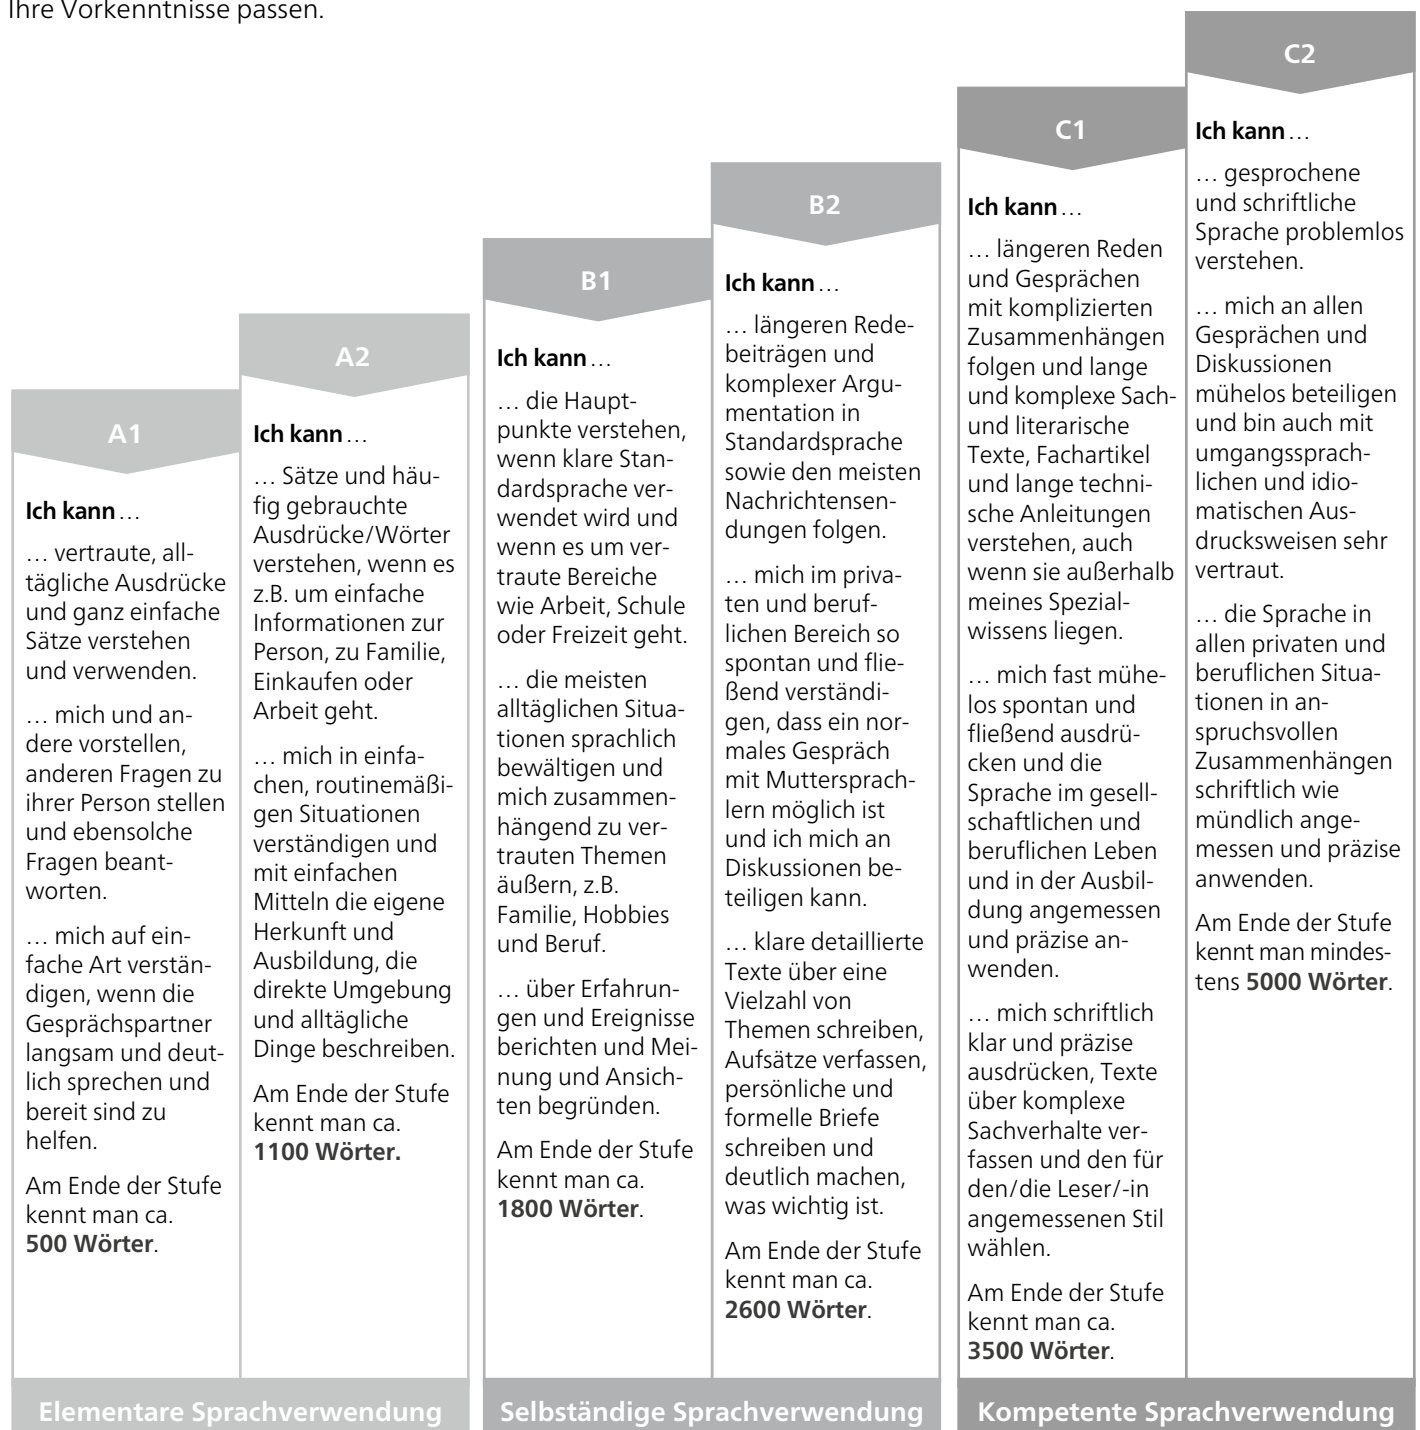 Ihre Vorkenntnisse passen.
A1
Ich kann…
… vertraute, all-
tägliche Ausdrücke
und ganz einfache
Sätze verstehen
und verwenden.
… mich und an-
dere vorstellen,
anderen Fragen zu
ihrer Person stellen
und ebensolche
Fragen beant-
worten.
… mich auf ein-
fache Art verstän-
digen, wenn die
Gesprächspartner
langsam und deut-
lich sprechen und
bereit sind zu
helfen.
Am Ende der Stufe
kennt man ca.
500 Wörter.
A2
Ich kann…
… Sätze und häu-
fig gebrauchte
Ausdrücke/Wörter
verstehen, wenn es
z.B. um einfache
Informationen zur
Person, zu Familie,
Einkaufen oder
Arbeit geht.
… mich in einfa-
chen, routinemäßi-
gen Situationen
verständigen und
mit einfachen
Mitteln die eigene
Herkunft und
Ausbildung, die
direkte Umgebung
und alltägliche
Dinge beschreiben.
Am Ende der Stufe
kennt man ca.
1100 Wörter.
Elementare Sprachverwendung
B1
Ich kann…
… die Haupt-
punkte verstehen,
wenn klare Stan-
dardsprache ver-
wendet wird und
wenn es um ver-
traute Bereiche
wie Arbeit, Schule
oder Freizeit geht.
… die meisten
alltäglichen Situa-
tionen sprachlich
bewältigen und
mich zusammen-
hängend zu ver-
trauten Themen
äußern, z.B.
Familie, Hobbies
und Beruf.
… über Erfahrun-
gen und Ereignisse
berichten und Mei-
nung und Ansich-
ten begründen.
Am Ende der Stufe
kennt man ca.
1800 Wörter.
B2
Ich kann…
… längeren Rede-
beiträgen und
komplexer Argu-
mentation in
Standardsprache
sowie den meisten
Nachrichtensen-
dungen folgen.
… mich im priva-
ten und beruf-
lichen Bereich so
spontan und flie-
ßend verständi-
gen, dass ein nor-
males Gespräch
mit Muttersprach-
lern möglich ist
und ich mich an
Diskussionen be-
teiligen kann.
… klare detaillierte
Texte über eine
Vielzahl von
Themen schreiben,
Aufsätze verfassen,
persönliche und
formelle Briefe
schreiben und
deutlich machen,
was wichtig ist.
Am Ende der Stufe
kennt man ca.
2600 Wörter.
Selbständige Sprachverwendung
C1
Ich kann…
… längeren Reden
und Gesprächen
mit komplizierten
Zusammenhängen
folgen und lange
und komplexe Sach-
und literarische
Texte, Fachartikel
und lange techni-
sche Anleitungen
verstehen, auch
wenn sie außerhalb
meines Spezial-
wissens liegen.
… mich fast mühe-
los spontan und
fließend ausdrü-
cken und die
Sprache im gesell-
schaftlichen und
beruflichen Leben
und in der Ausbil-
dung angemessen
und präzise an-
wenden.
… mich schriftlich
klar und präzise
ausdrücken, Texte
über komplexe
Sachverhalte ver-
fassen und den für
den/die Leser/-in
angemessenen Stil
wählen.
Am Ende der Stufe
kennt man ca.
3500 Wörter.
C2
Ich kann…
… gesprochene
und schriftliche
Sprache problemlos
verstehen.
… mich an allen
Gesprächen und
Diskussionen
mühelos beteiligen
und bin auch mit
umgangssprach-
lichen und idio-
matischen Aus-
drucksweisen sehr
vertraut.
… die Sprache in
allen privaten und
beruflichen Situa-
tionen in an-
spruchsvollen
Zusammenhängen
schriftlich wie
mündlich ange-
messen und präzise
anwenden.
Am Ende der Stufe
kennt man mindes-
tens 5000 Wörter.
Kompetente Sprachverwendung